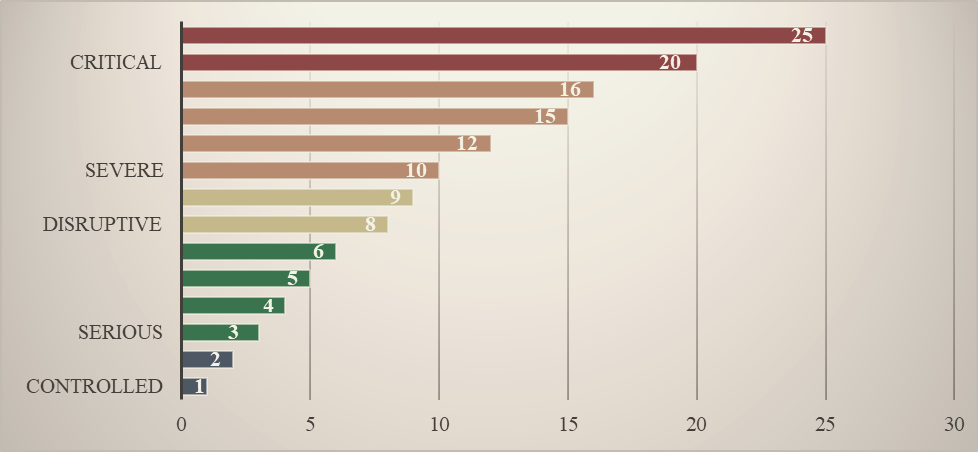 25
CRITICAL 20
16
15
12
SEVERE 10
9
DISRUPTIVE 8
6
5
4
SERIOUS 3
2
CONTROLLED 1
0 5 10 15 20 25 30